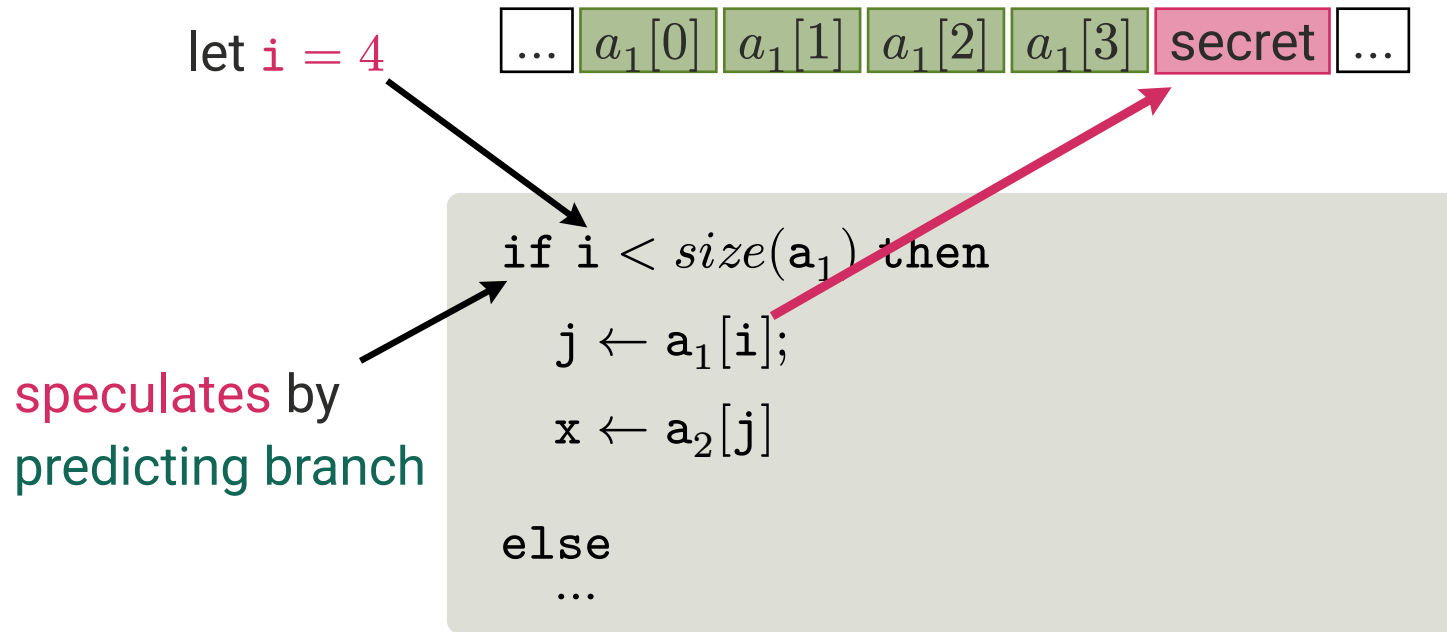 let i = 4
... a₁[0] a₁[1] a₁[2] a₁[3] secret ...
if i < size(a₁) then
j ← a₁[i];
x ← a₂[j]
else
...
speculates by
predicting branch